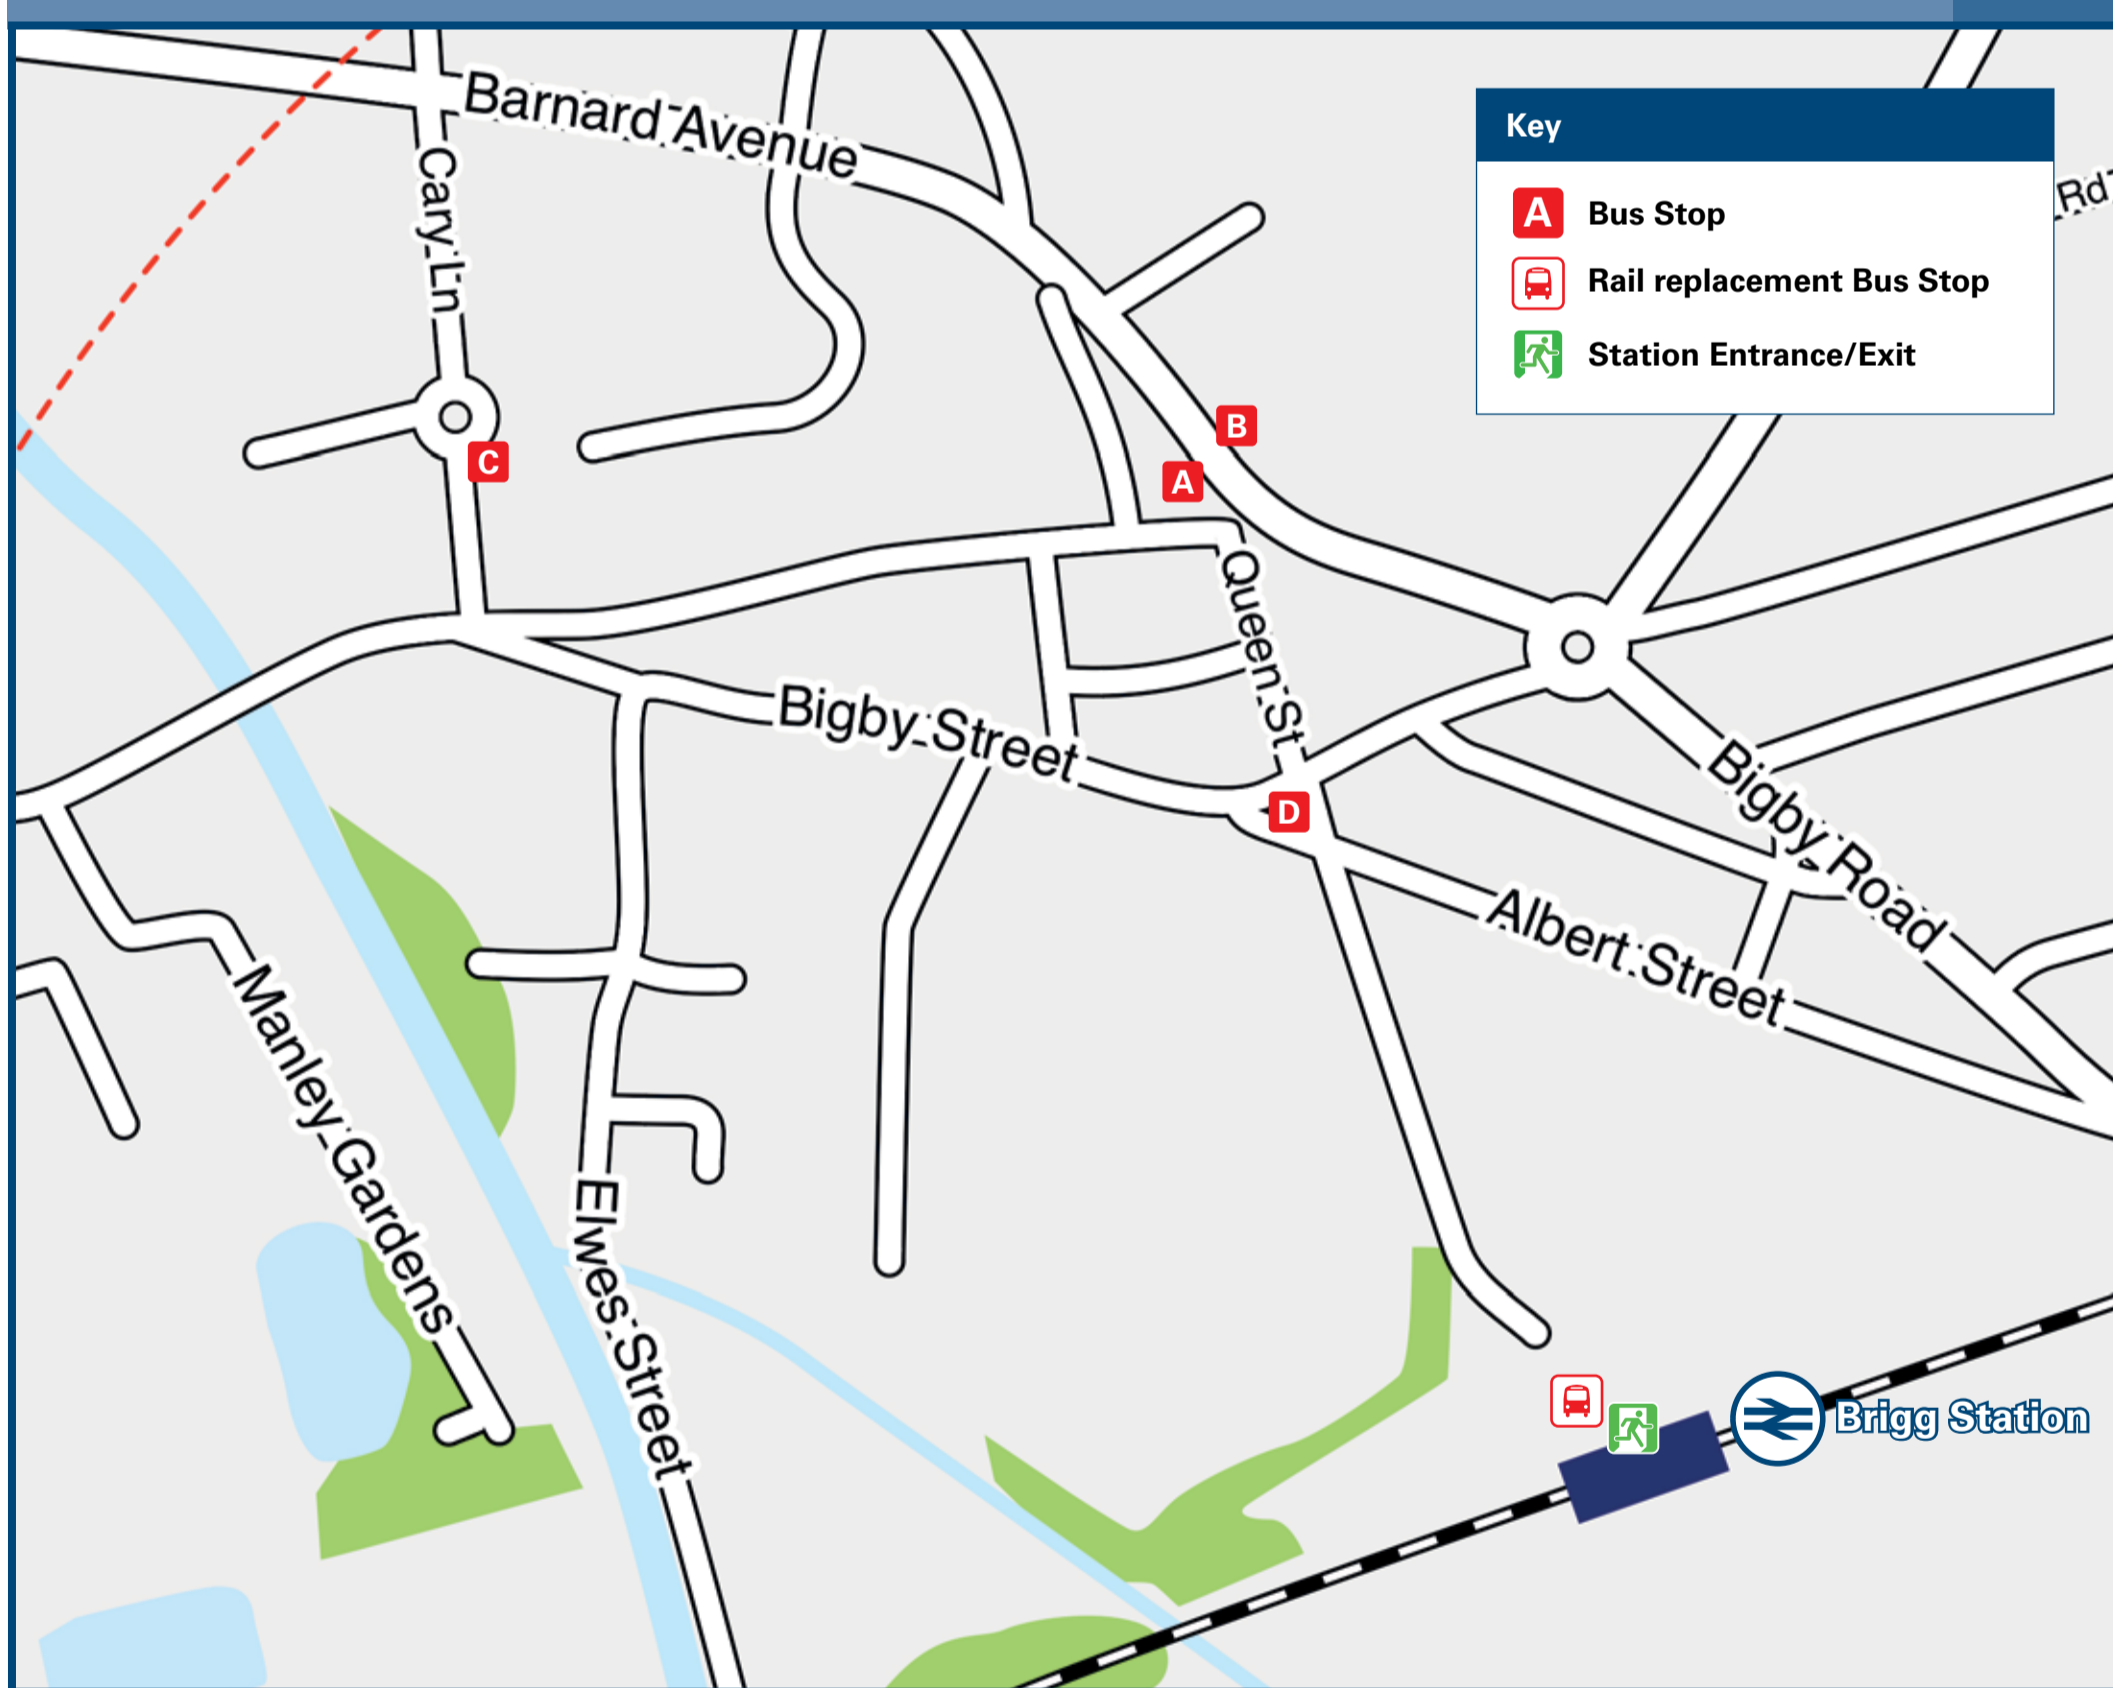 Barnard Avenue
Key
A
Bus Stop
Rail replacement Bus Stop
Station Entrance/Exit
Rd
Cary Ln
B
C
A
Queen St
Bigby Street
D
Bigby Road
Albert Street
Manley Gardens
Elwes Street
Brigg Station